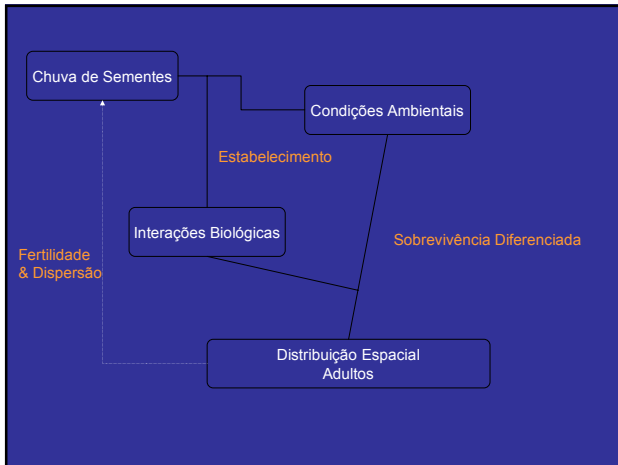 Chuva de Sementes
Condições Ambientais
Estabelecimento
Interações Biológicas
Sobrevivência Diferenciada
Fertilidade
& Dispersão
Distribuição Espacial
Adultos